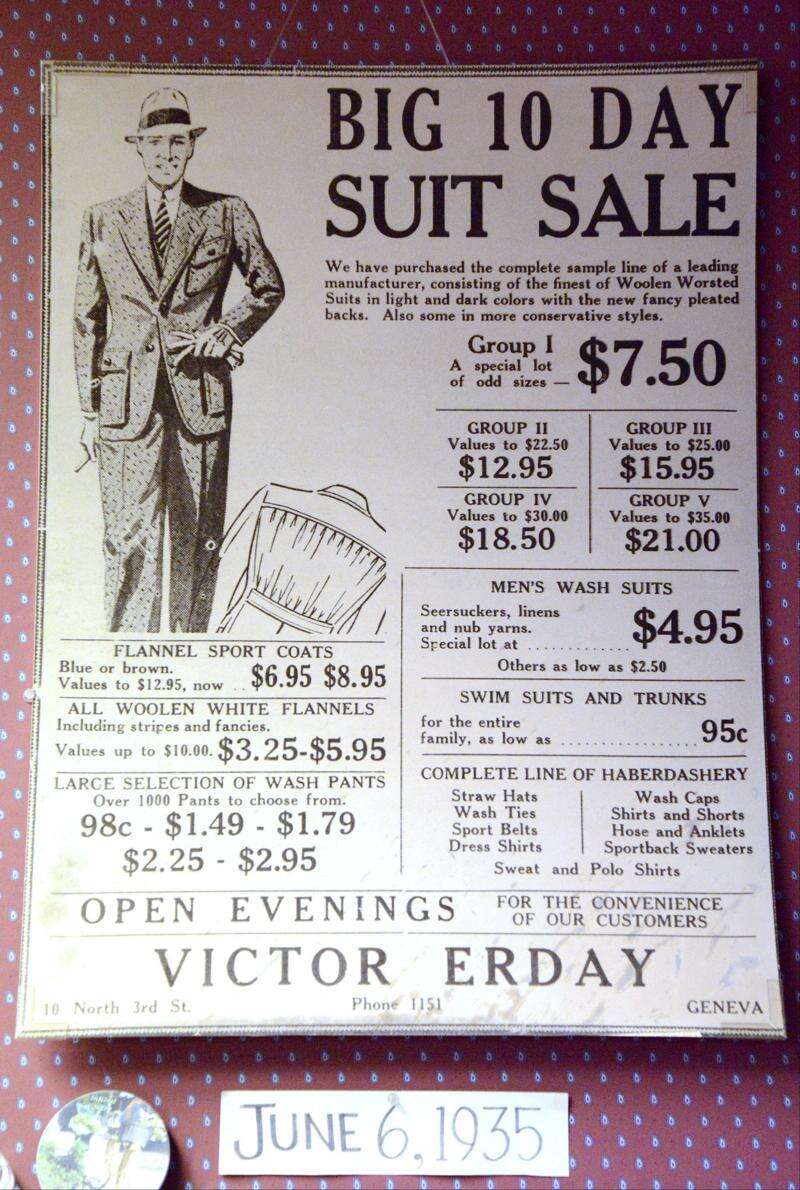 BIG 10 DAY
SUIT SALE
We have purchased the complete sample line of a leading
manufacturer, consisting of the finest of Woolen Worsted
Suits in light and dark colors with the new fancy pleated
backs. Also some in more conservative styles.
Group I
A special lot
of odd sizes — $7.50
GROUP II
Values to $22.50
$12.95
GROUP III
Values to $25.00
$15.95
GROUP IV
Values to $30.00
$18.50
GROUP V
Values to $35.00
$21.00
FLANNEL SPORT COATS
Blue or brown.
Values to $12.95, now .. $6.95 $8.95
ALL WOOLEN WHITE FLANNELS
Including stripes and fancies.
Values up to $10.00. $3.25-$5.95
LARGE SELECTION OF WASH PANTS
Over 1000 Pants to choose from.
98c - $1.49 - $1.79
$2.25 - $2.95
MEN'S WASH SUITS
Seersuckers, linens
and nub yarns.
Special lot at ............. $4.95
Others as low as $2.50
SWIM SUITS AND TRUNKS
for the entire
family, as low as ................. 95c
COMPLETE LINE OF HABERDASHERY
Straw Hats
Wash Ties
Sport Belts
Dress Shirts
Wash Caps
Shirts and Shorts
Hose and Anklets
Sportback Sweaters
Sweat and Polo Shirts
OPEN EVENINGS
FOR THE CONVENIENCE
OF OUR CUSTOMERS
VICTOR ERDAY
10 North 3rd St. Phone 1151 GENEVA
JUNE 6, 1935